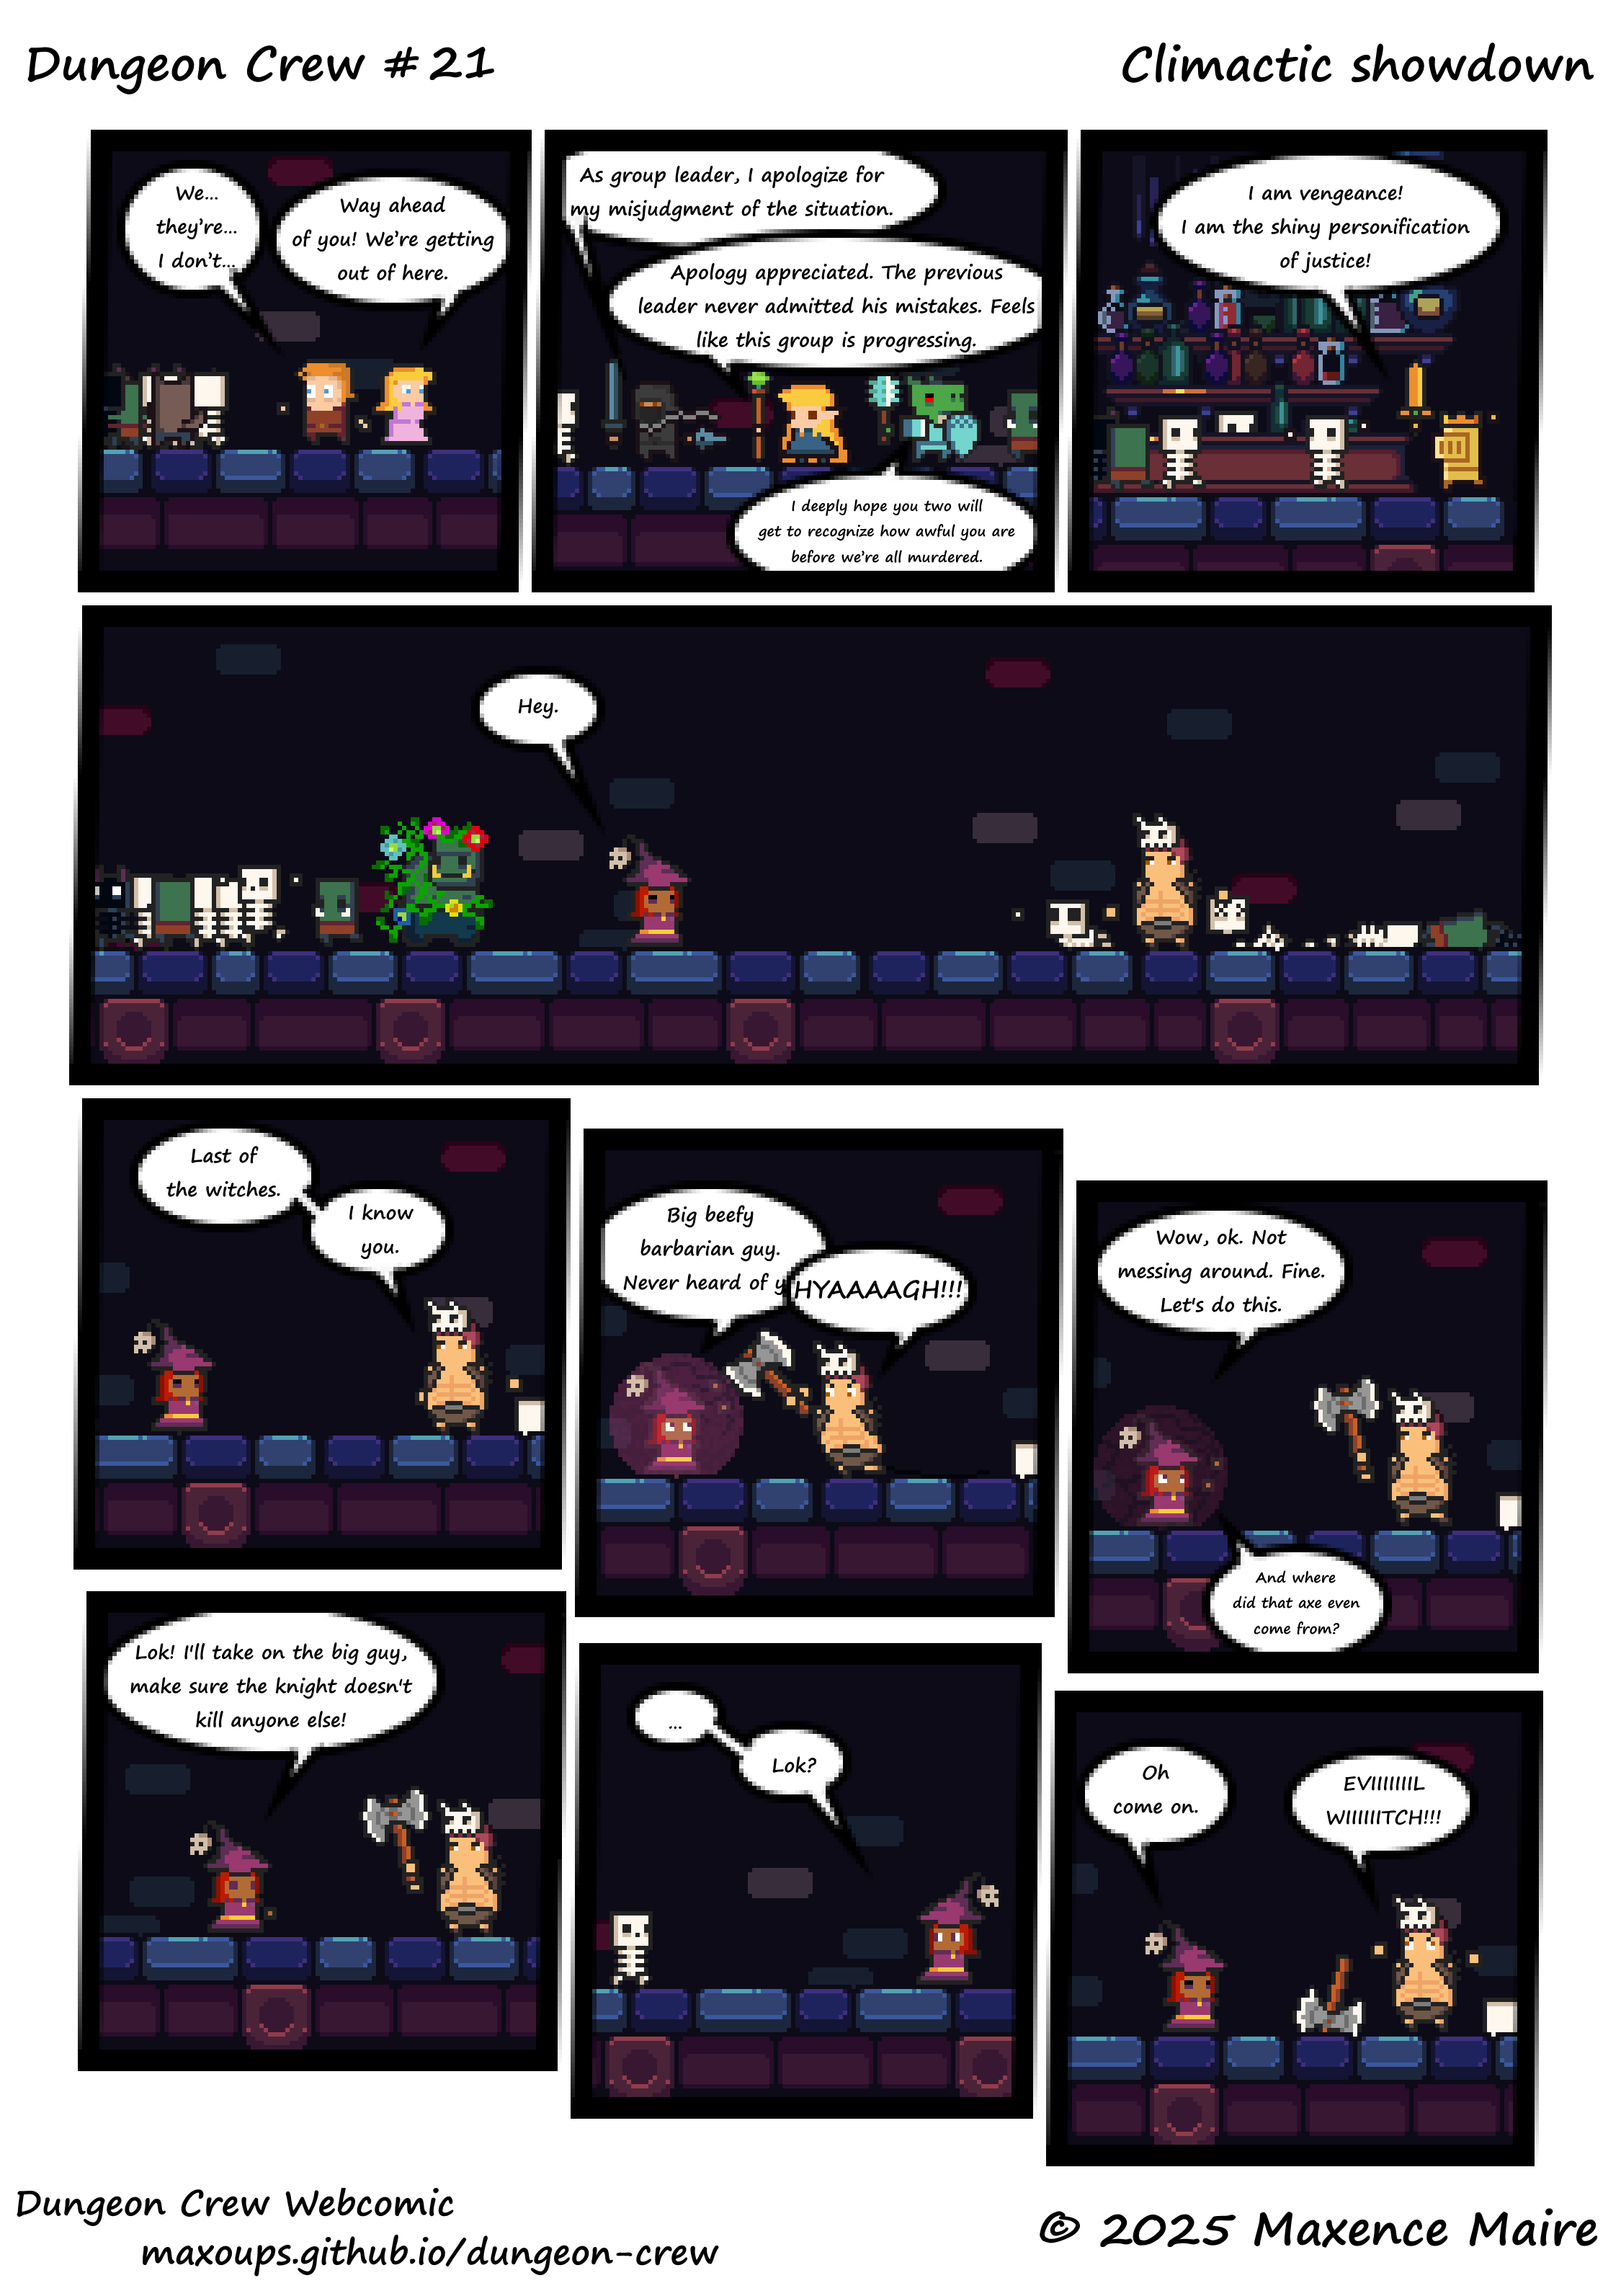 Dungeon Crew #21
Climactic showdown
We...
they're...
I don't...
Way ahead
of you! We're getting
out of here.
As group leader, I apologize for
my misjudgment of the situation.
Apology appreciated. The previous
leader never admitted his mistakes. Feels
like this group is progressing.
I deeply hope you two will
get to recognize how awful you are
before we're all murdered.
I am vengeance!
I am the shiny personification
of justice!
Hey.
Last of
the witches.
I know
you.
Big beefy
barbarian guy.
Never heard of y
HYAAAAGH!!!
Wow, ok. Not
messing around. Fine.
Let's do this.
And where
did that axe even
come from?
Lok! I'll take on the big guy,
make sure the knight doesn't
kill anyone else!
...
Lok?
Oh
come on.
EVIIIIIIIL
WIIIIIITCH!!!
Dungeon Crew Webcomic
maxoups.github.io/dungeon-crew
© 2025 Maxence Maire